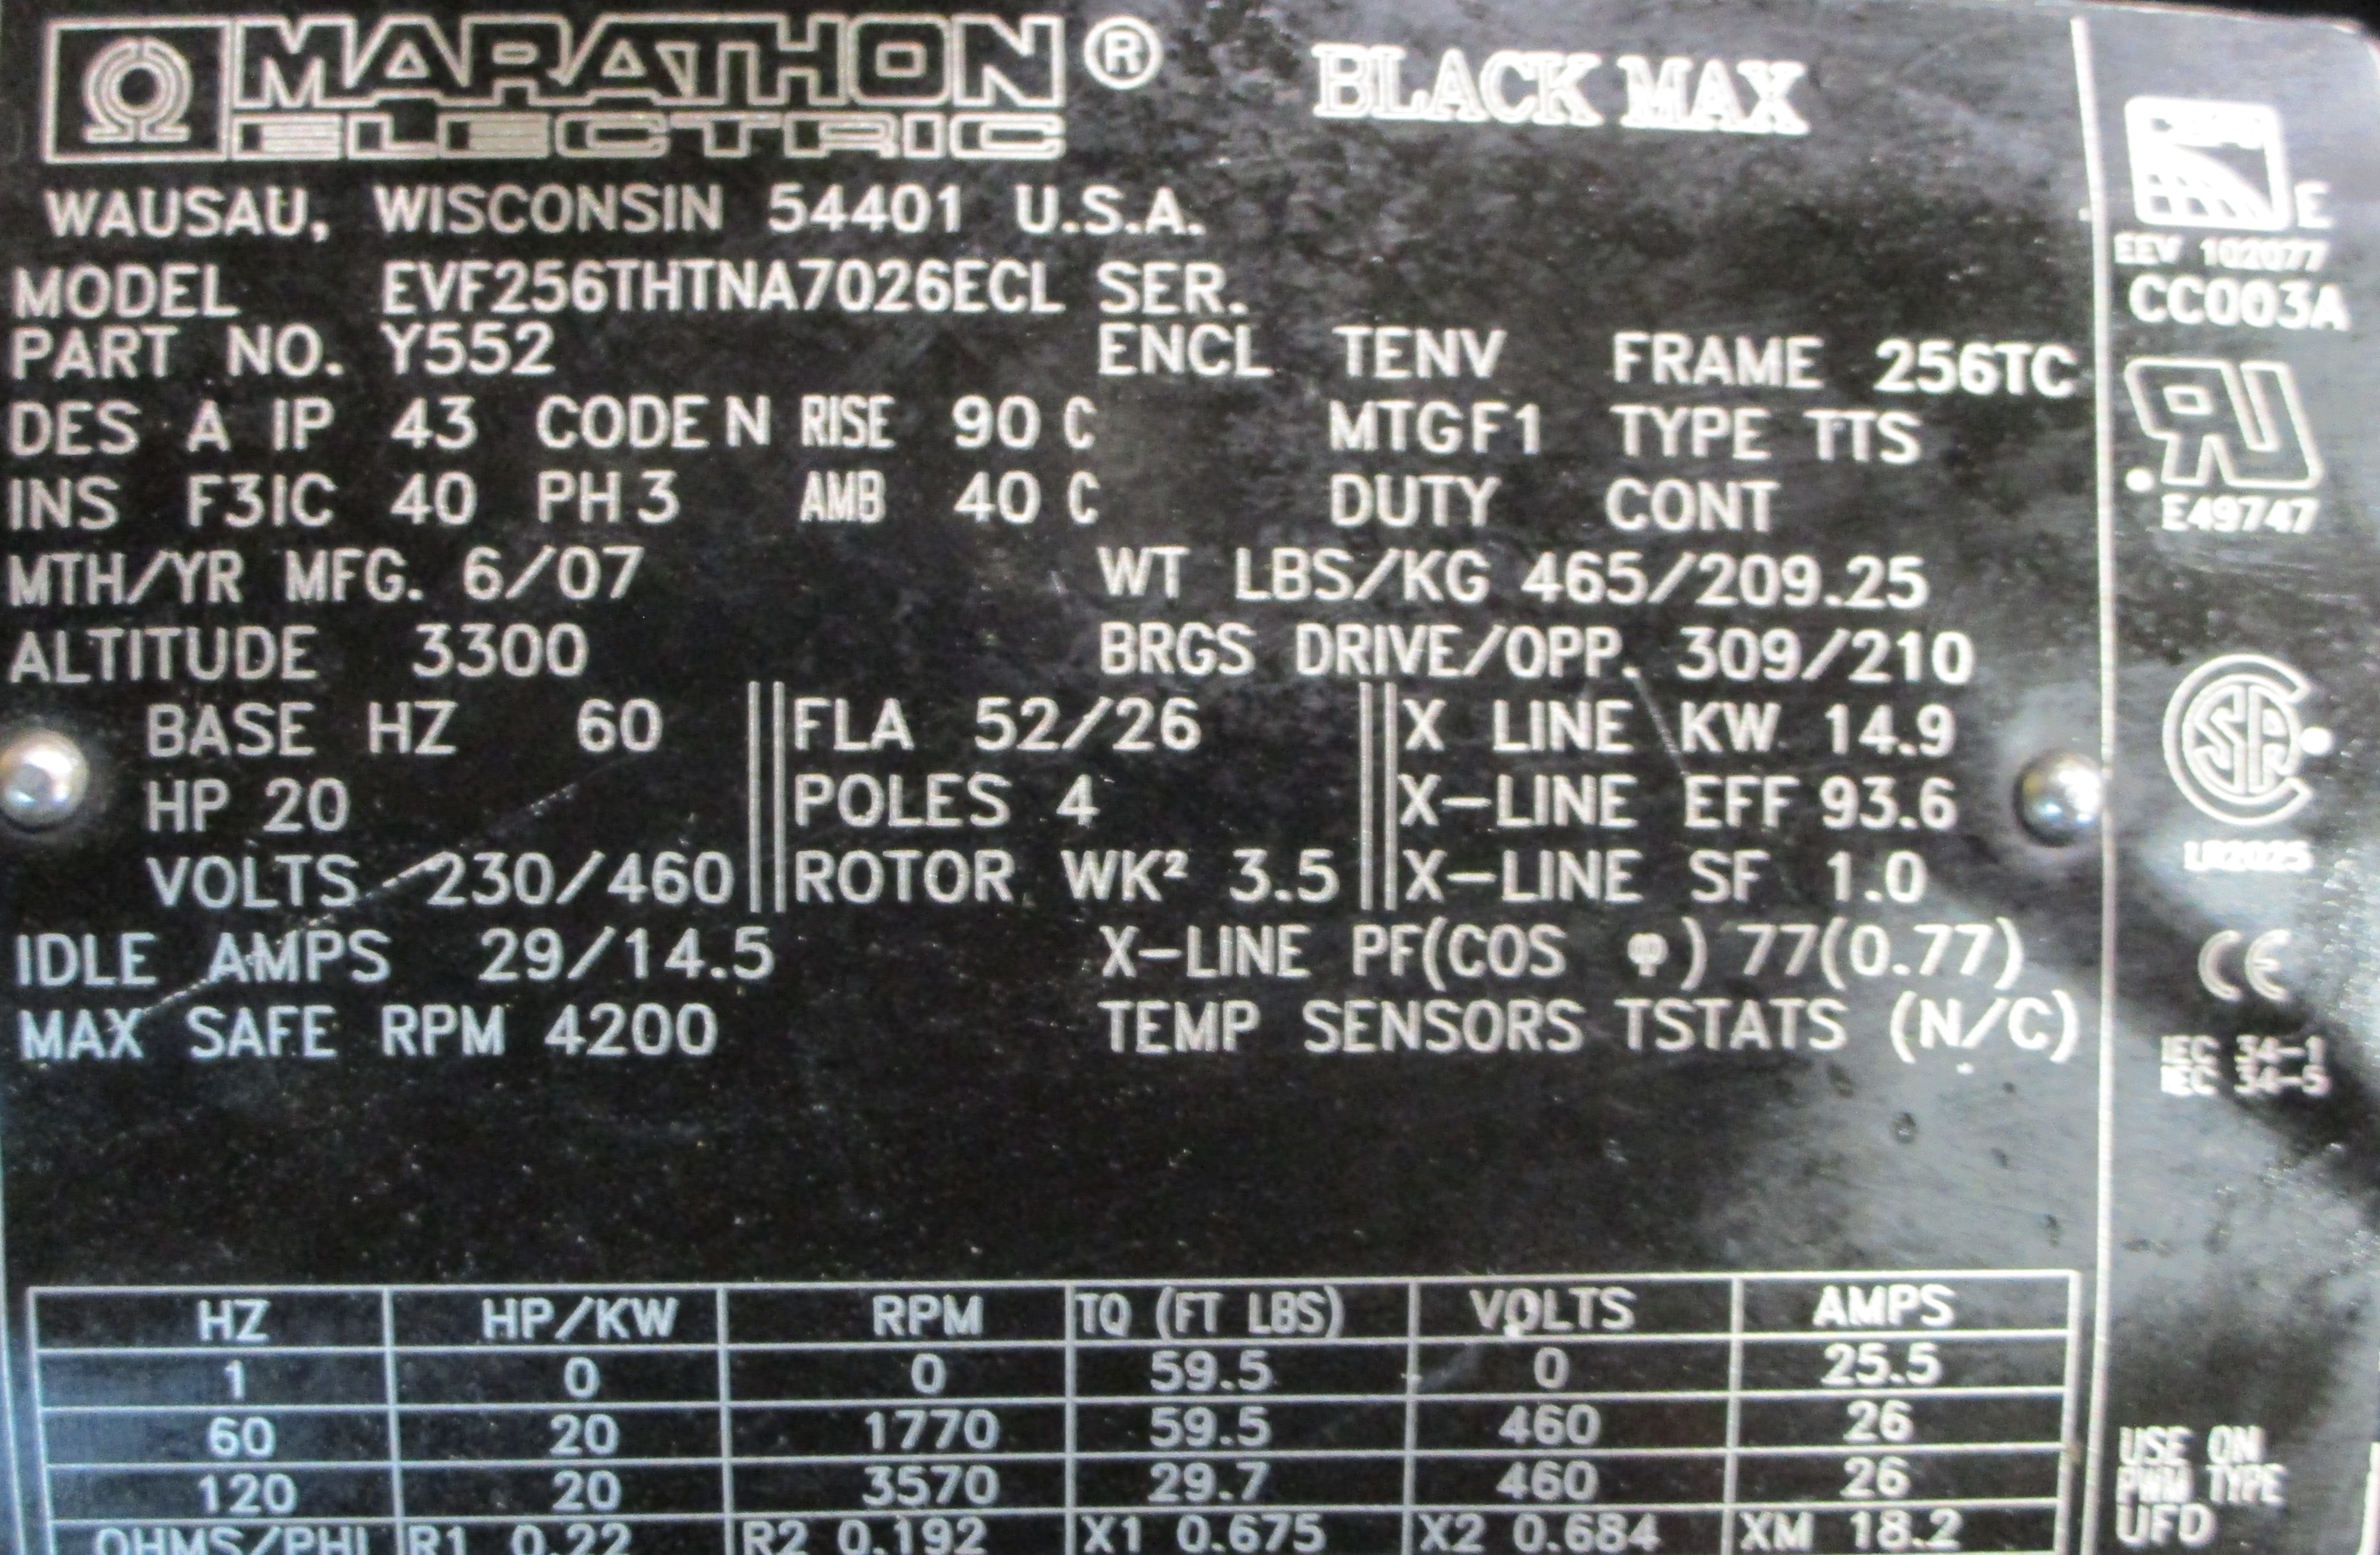 MARATHON ® BLACK MAX
ELECTRIC
WAUSAU, WISCONSIN 54401 U.S.A.
MODEL EVF256THTNA7026ECL SER.
PART NO. Y552 ENCL TENV FRAME 256TC
DES A IP 43 CODE N RISE 90 C MTG F1 TYPE TTS
INS F3 IC 40 PH 3 AMB 40 C DUTY CONT
MTH/YR MFG. 6/07 WT LBS/KG 465/209.25
ALTITUDE 3300 BRGS DRIVE/OPP. 309/210
BASE HZ 60 FLA 52/26 X LINE KW 14.9
HP 20 POLES 4 X-LINE EFF 93.6
VOLTS 230/460 ROTOR WK² 3.5 X-LINE SF 1.0
IDLE AMPS 29/14.5 X-LINE PF(COS φ) 77(0.77)
MAX SAFE RPM 4200 TEMP SENSORS TSTATS (N/C)
HZ HP/KW RPM TQ (FT LBS) VOLTS AMPS
1 0 0 59.5 0 25.5
60 20 1770 59.5 460 26
120 20 3570 29.7 460 26
OHMS/PH R1 0.22 R2 0.192 X1 0.675 X2 0.684 XM 18.2
E
EEV 102077
CC003A
RU
E49747
CSA
LR2025
CE
IEC 34-1
IEC 34-5
USE ON
PWM TYPE
UFD